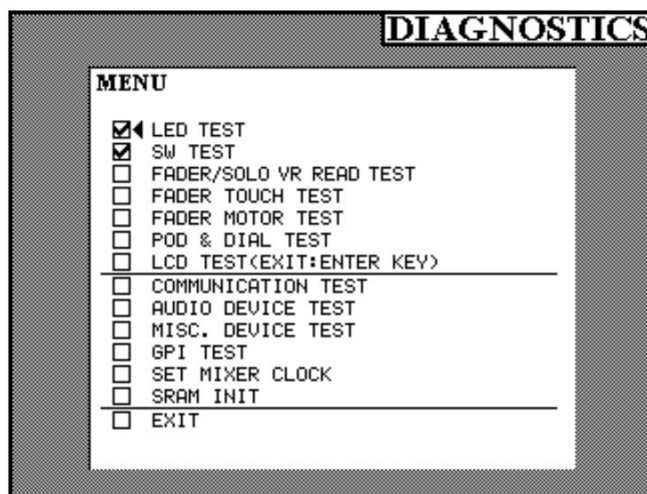 DIAGNOSTICS
MENU
LED TEST
SW TEST
FADER/SOLO VR READ TEST
FADER TOUCH TEST
FADER MOTOR TEST
POD & DIAL TEST
LCD TEST(EXIT:ENTER KEY)
COMMUNICATION TEST
AUDIO DEVICE TEST
MISC. DEVICE TEST
GPI TEST
SET MIXER CLOCK
SRAM INIT
EXIT